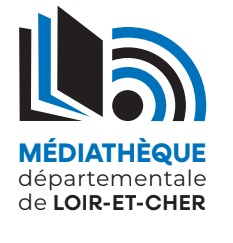 MÉDIATHÈQUE
départementale
de LOIR-ET-CHER